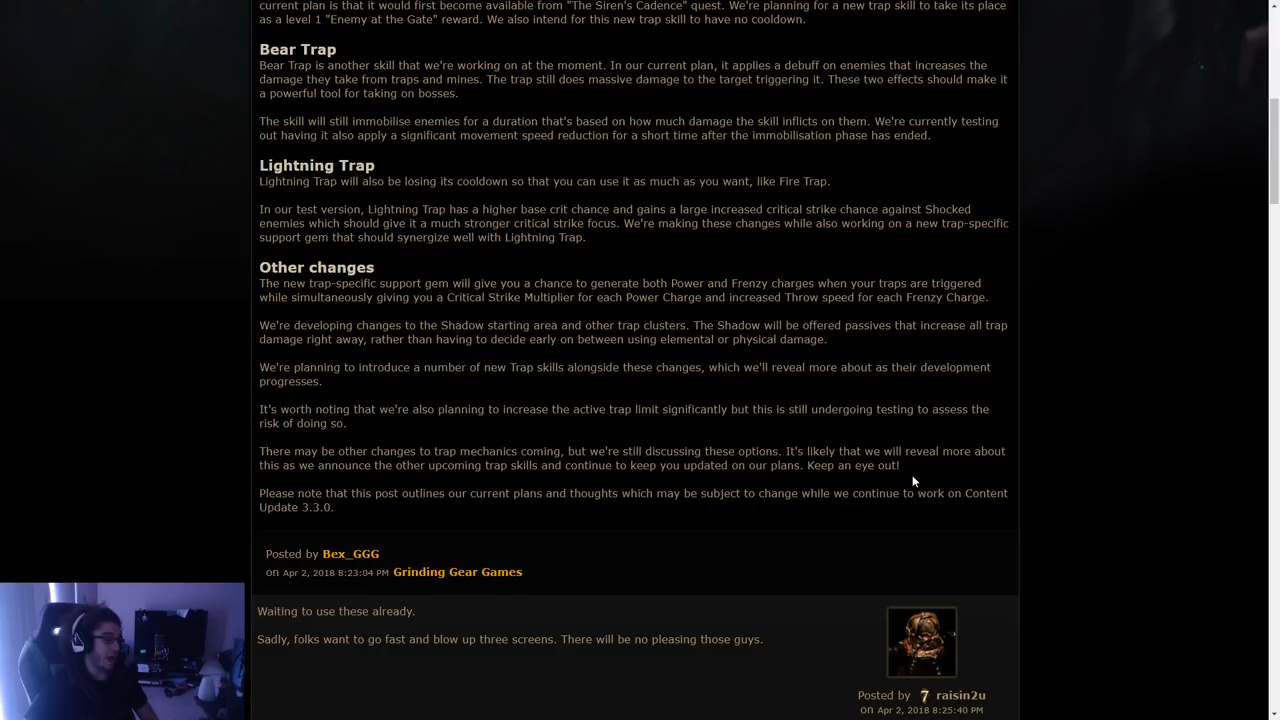 current plan is that it would first become available from "The Siren's Cadence" quest. We're planning for a new trap skill to take its place
as a level 1 "Enemy at the Gate" reward. We also intend for this new trap skill to have no cooldown.
Bear Trap
Bear Trap is another skill that we're working on at the moment. In our current plan, it applies a debuff on enemies that increases the
damage they take from traps and mines. The trap still does massive damage to the target triggering it. These two effects should make it
a powerful tool for taking on bosses.
The skill will still immobilise enemies for a duration that's based on how much damage the skill inflicts on them. We're currently testing
out having it also apply a significant movement speed reduction for a short time after the immobilisation phase has ended.
Lightning Trap
Lightning Trap will also be losing its cooldown so that you can use it as much as you want, like Fire Trap.
In our test version, Lightning Trap has a higher base crit chance and gains a large increased critical strike chance against Shocked
enemies which should give it a much stronger critical strike focus. We're making these changes while also working on a new trap-specific
support gem that should synergize well with Lightning Trap.
Other changes
The new trap-specific support gem will give you a chance to generate both Power and Frenzy charges when your traps are triggered
while simultaneously giving you a Critical Strike Multiplier for each Power Charge and increased Throw speed for each Frenzy Charge.
We're developing changes to the Shadow starting area and other trap clusters. The Shadow will be offered passives that increase all trap
damage right away, rather than having to decide early on between using elemental or physical damage.
We're planning to introduce a number of new Trap skills alongside these changes, which we'll reveal more about as their development
progresses.
It's worth noting that we're also planning to increase the active trap limit significantly but this is still undergoing testing to assess the
risk of doing so.
There may be other changes to trap mechanics coming, but we're still discussing these options. It's likely that we will reveal more about
this as we announce the other upcoming trap skills and continue to keep you updated on our plans. Keep an eye out!
Please note that this post outlines our current plans and thoughts which may be subject to change while we continue to work on Content
Update 3.3.0.
Posted by Bex_GGG
on Apr 2, 2018 8:23:04 PM Grinding Gear Games
Waiting to use these already.
Sadly, folks want to go fast and blow up three screens. There will be no pleasing those guys.
Posted by 7 raisin2u
on Apr 2, 2018 8:25:40 PM